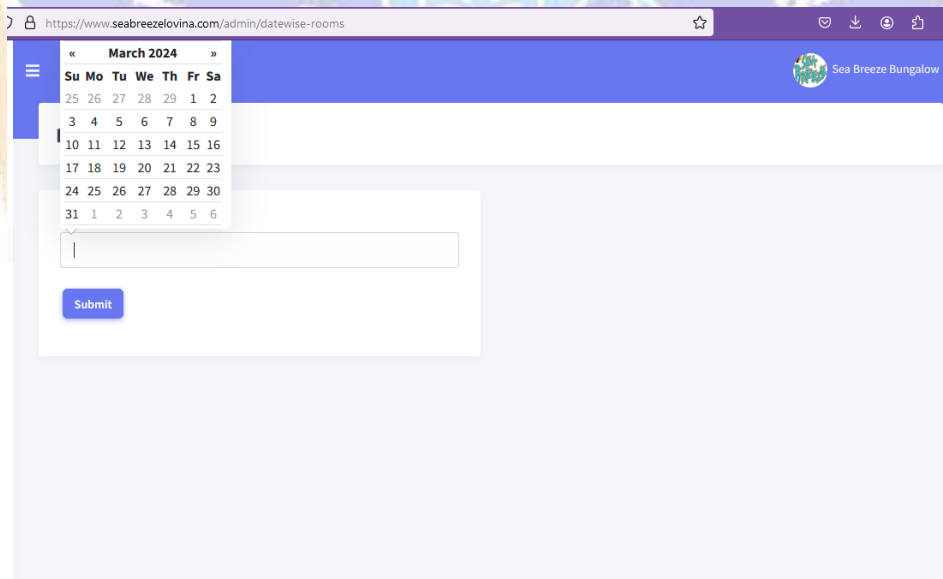 https://www.seabreezelovina.com/admin/datewise-rooms
« March 2024 »
Su Mo Tu We Th Fr Sa
25 26 27 28 29 1 2
3 4 5 6 7 8 9
10 11 12 13 14 15 16
17 18 19 20 21 22 23
24 25 26 27 28 29 30
31 1 2 3 4 5 6
Sea Breeze Bungalow
Submit